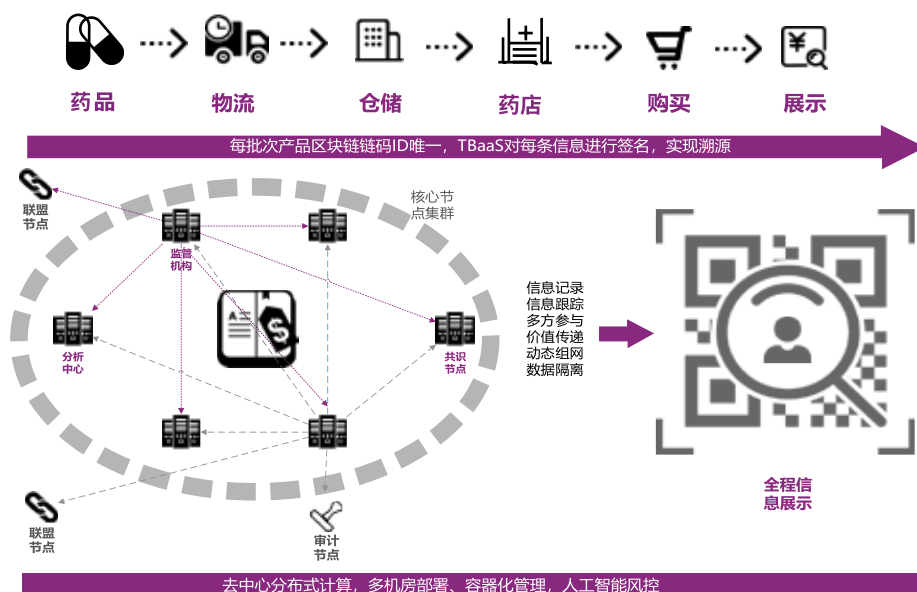 药品
物流
仓储
药店
购买
展示
每批次产品区块链链码ID唯一，TBaaS对每条信息进行签名，实现溯源
联盟
节点
核心节
点集群
监管
机构
分析
中心
共识
节点
信息记录
信息跟踪
多方参与
价值传递
动态组网
数据隔离
全程信
息展示
联盟
节点
审计
节点
去中心分布式计算，多机房部署、容器化管理，人工智能风控